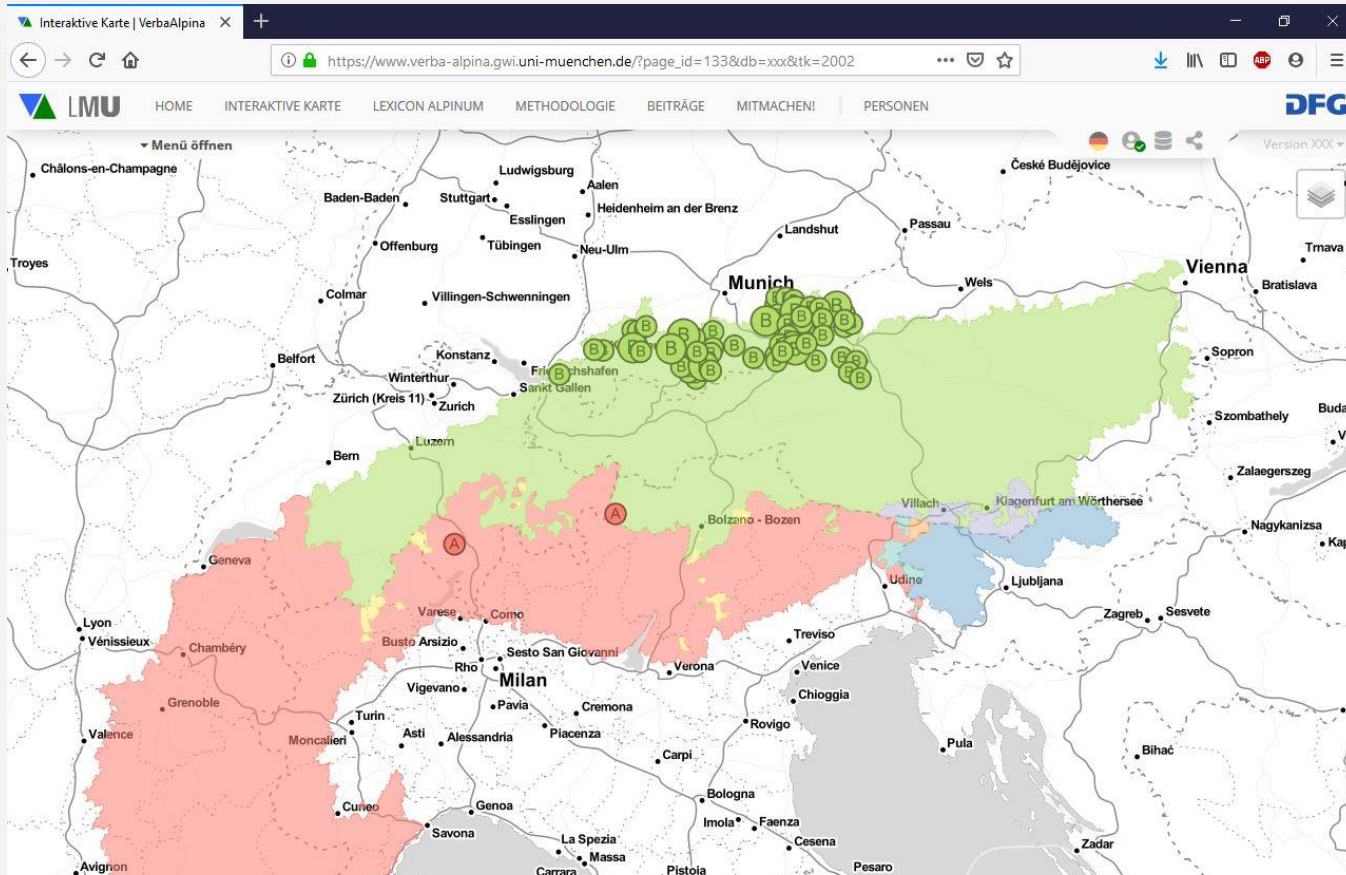 Interaktive Karte | VerbaAlpina
https://www.verba-alpina.gwi.uni-muenchen.de/?page_id=133&db=xxx&tk=2002
ABP
LMU HOME INTERAKTIVE KARTE LEXICON ALPINUM METHODOLOGIE BEITRÄGE MITMACHEN! PERSONEN DFG
Menü öffnen
Version XXX
Châlons-en-Champagne
Ludwigsburg
České Budějovice
Aalen
Baden-Baden
Stuttgart
Heidenheim an der Brenz
Esslingen
Landshut
Passau
Offenburg
Tübingen
Neu-Ulm
Trnava
Troyes
Vienna
Munich
Wels
Bratislava
Colmar
Villingen-Schwenningen
B
Belfort
Konstanz
Sopron
Winterthur
Sankt Gallen
Zürich (Kreis 11)
Zurich
Szombathely
Buda
Luzern
Bern
Zalaegerszeg
Villach
Klagenfurt am Wörthersee
A
Bolzano - Bozen
Nagykanizsa
A
Kap
Geneva
Udine
Ljubljana
Varese
Como
Zagreb
Sesvete
Lyon
Vénissieux
Treviso
Busto Arsizio
Chambéry
Sesto San Giovanni
Rho
Verona
Venice
Milan
Vigevano
Chioggia
Grenoble
Pavia
Cremona
Turin
Rovigo
Valence
Moncalieri
Asti
Alessandria
Piacenza
Pula
Bihać
Carpi
Bologna
Cuneo
Genoa
Imola
Faenza
Savona
Cesena
La Spezia
Zadar
Massa
Avignon
Carrara
Pistoia
Pesaro